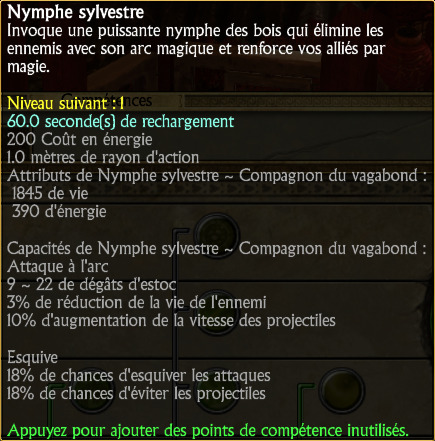 Nymphe sylvestre
Invoque une puissante nymphe des bois qui élimine les
ennemis avec son arc magique et renforce vos alliés par
magie.
Niveau suivant : 1
60.0 seconde(s) de rechargement
200 Coût en énergie
1.0 mètres de rayon d'action
Attributs de Nymphe sylvestre ~ Compagnon du vagabond :
1845 de vie
390 d'énergie
Capacités de Nymphe sylvestre ~ Compagnon du vagabond :
Attaque à l'arc
9 ~ 22 de dégâts d'estoc
3% de réduction de la vie de l'ennemi
10% d'augmentation de la vitesse des projectiles
Esquive
18% de chances d'esquiver les attaques
18% de chances d'éviter les projectiles
Appuyez pour ajouter des points de compétence inutilisés.